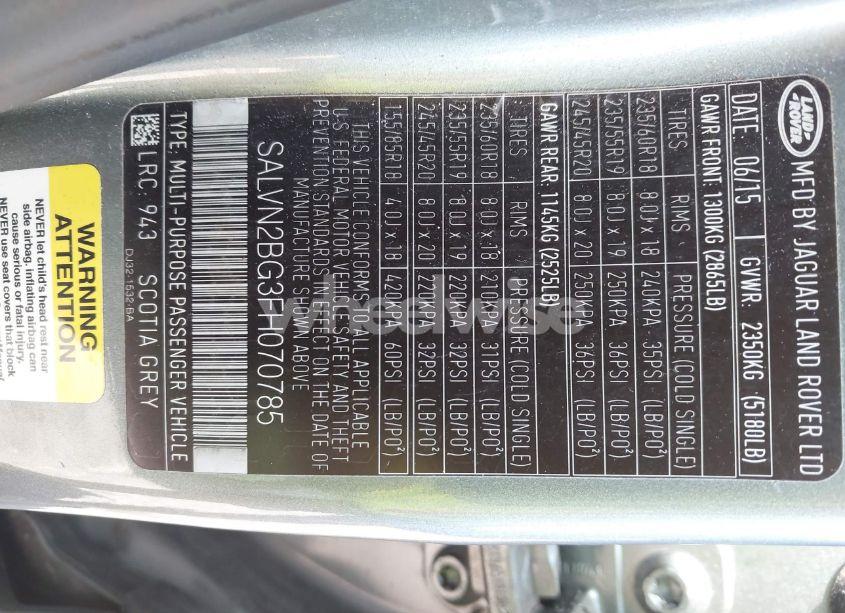 LAND-
ROVER
MFD BY JAGUAR LAND ROVER LTD
DATE 06/15 GVWR: 2350KG (5180LB)
GAWR FRONT: 1300KG (2865LB)
TIRES RIMS PRESSURE (COLD SINGLE)
235/60R18 8.0J x 18 240KPA 35PSI (LB/PO²)
235/55R19 8.0J x 19 250KPA 36PSI (LB/PO²)
245/45R20 8.0J x 20 250KPA 36PSI (LB/PO²)
GAWR REAR: 1145KG (2525LB)
TIRES RIMS PRESSURE (COLD SINGLE)
235/60R18 8.0J x 18 210KPA 31PSI (LB/PO²)
235/55R19 8.0J x 19 220KPA 32PSI (LB/PO²)
245/45R20 8.0J x 20 220KPA 32PSI (LB/PO²)
155/85R18 4.0J x 18 420KPA 60PSI (LB/PO²)
THIS VEHICLE CONFORMS TO ALL APPLICABLE
U.S FEDERAL MOTOR VEHICLE SAFETY AND THEFT
PREVENTION STANDARDS IN EFFECT ON THE DATE OF
MANUFACTURE SHOWN ABOVE
SALVN2BG3FH070785
TYPE: MULTI-PURPOSE PASSENGER VEHICLE
LRC: 943 SCOTIA GREY
DJ32-1532-BA
WARNING
ATTENTION
NEVER let child's head rest near
side airbag. Inflating airbag can
cause serious or fatal injury.
NEVER use seat covers that block
wheelwise